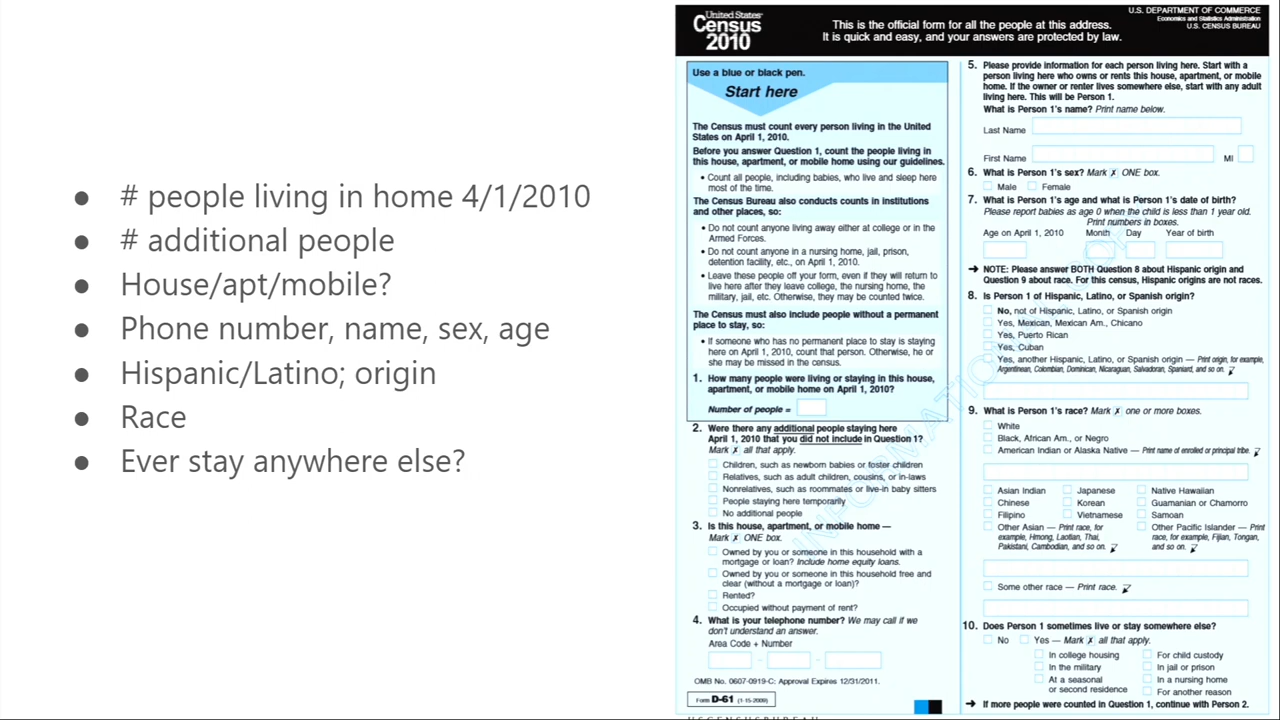 ● # people living in home 4/1/2010
● # additional people
● House/apt/mobile?
● Phone number, name, sex, age
● Hispanic/Latino; origin
● Race
● Ever stay anywhere else?
United States
Census
2010
This is the official form for all the people at this address.
It is quick and easy, and your answers are protected by law.
U.S. DEPARTMENT OF COMMERCE
Economics and Statistics Administration
U.S. CENSUS BUREAU
Use a blue or black pen.
Start here
The Census must count every person living in the United
States on April 1, 2010.
Before you answer Question 1, count the people living in
this house, apartment, or mobile home using our guidelines.
• Count all people, including babies, who live and sleep here
most of the time.
The Census Bureau also conducts counts in institutions
and other places, so:
• Do not count anyone living away either at college or in the
Armed Forces.
• Do not count anyone in a nursing home, jail, prison,
detention facility, etc., on April 1, 2010.
• Leave these people off your form, even if they will return to
live here after they leave college, the nursing home, the
military, jail, etc. Otherwise, they may be counted twice.
The Census must also include people without a permanent
place to stay, so:
• If someone who has no permanent place to stay is staying
here on April 1, 2010, count that person. Otherwise, he or
she may be missed in the census.
1. How many people were living or staying in this house,
apartment, or mobile home on April 1, 2010?
Number of people =
2. Were there any additional people staying here
April 1, 2010 that you did not include in Question 1?
Mark X all that apply.
Children, such as newborn babies or foster children
Relatives, such as adult children, cousins, or in-laws
Nonrelatives, such as roommates or live-in baby sitters
People staying here temporarily
No additional people
3. Is this house, apartment, or mobile home —
Mark X ONE box.
Owned by you or someone in this household with a
mortgage or loan? Include home equity loans.
Owned by you or someone in this household free and
clear (without a mortgage or loan)?
Rented?
Occupied without payment of rent?
4. What is your telephone number? We may call if we
don't understand an answer.
Area Code + Number
- -
OMB No. 0607-0919-C: Approval Expires 12/31/2011.
Form D-61 (1-15-2009)
USCENSUSBUREAU
5. Please provide information for each person living here. Start with a
person living here who owns or rents this house, apartment, or mobile
home. If the owner or renter lives somewhere else, start with any adult
living here. This will be Person 1.
What is Person 1's name? Print name below.
Last Name
First Name MI
6. What is Person 1's sex? Mark X ONE box.
Male Female
7. What is Person 1's age and what is Person 1's date of birth?
Please report babies as age 0 when the child is less than 1 year old.
Print numbers in boxes.
Age on April 1, 2010 Month Day Year of birth
→ NOTE: Please answer BOTH Question 8 about Hispanic origin and
Question 9 about race. For this census, Hispanic origins are not races.
8. Is Person 1 of Hispanic, Latino, or Spanish origin?
No, not of Hispanic, Latino, or Spanish origin
Yes, Mexican, Mexican Am., Chicano
Yes, Puerto Rican
Yes, Cuban
Yes, another Hispanic, Latino, or Spanish origin — Print origin, for example,
Argentinean, Colombian, Dominican, Nicaraguan, Salvadoran, Spaniard, and so on.
9. What is Person 1's race? Mark X one or more boxes.
White
Black, African Am., or Negro
American Indian or Alaska Native — Print name of enrolled or principal tribe.
Asian Indian Japanese Native Hawaiian
Chinese Korean Guamanian or Chamorro
Filipino Vietnamese Samoan
Other Asian — Print race, for
example, Hmong, Laotian, Thai,
Pakistani, Cambodian, and so on.
Other Pacific Islander — Print
race, for example, Fijian, Tongan,
and so on.
Some other race — Print race.
10. Does Person 1 sometimes live or stay somewhere else?
No Yes — Mark X all that apply.
In college housing For child custody
In the military In jail or prison
At a seasonal
or second residence
In a nursing home
For another reason
→ If more people were counted in Question 1, continue with Person 2.
INFORMATIONAL COPY